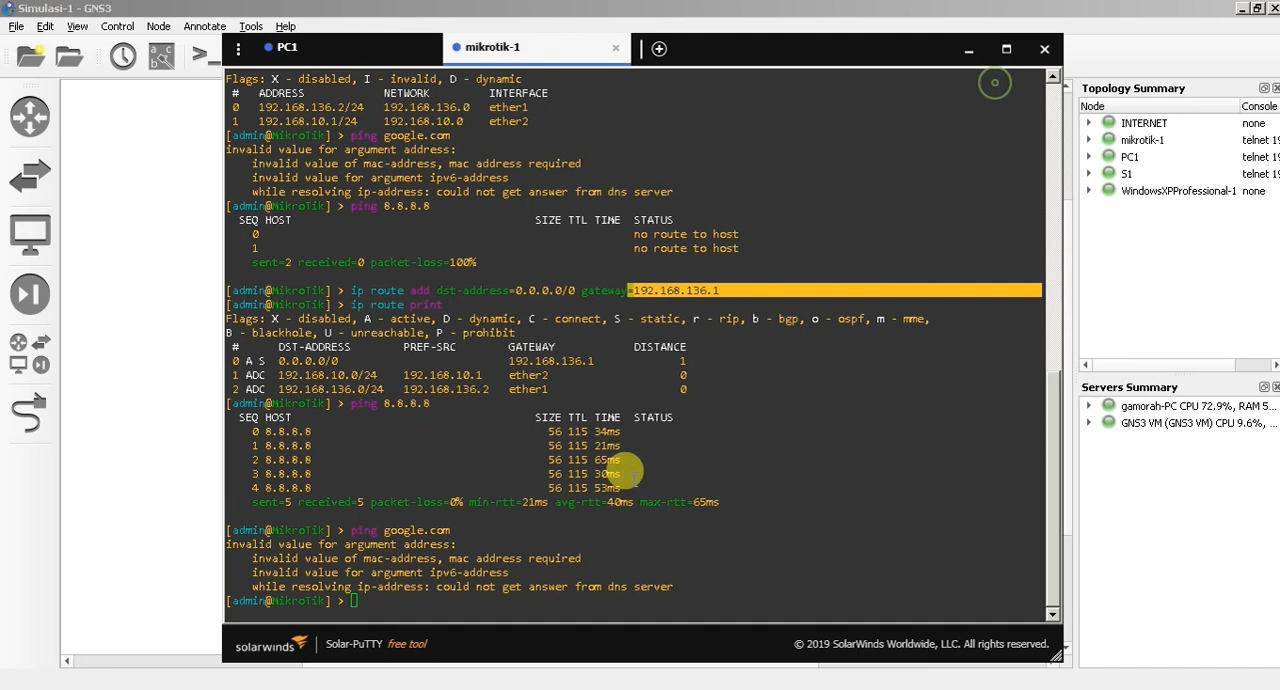 Simulasi-1 - GNS3
File Edit View Control Node Annotate Tools Help
PC1
mikrotik-1
Flags: X - disabled, I - invalid, D - dynamic
# ADDRESS NETWORK INTERFACE
0 192.168.136.2/24 192.168.136.0 ether1
1 192.168.10.1/24 192.168.10.0 ether2
[admin@MikroTik] > ping google.com
invalid value for argument address:
invalid value of mac-address, mac address required
invalid value for argument ipv6-address
while resolving ip-address: could not get answer from dns server
[admin@MikroTik] > ping 8.8.8.8
SEQ HOST SIZE TTL TIME STATUS
0 no route to host
1 no route to host
sent=2 received=0 packet-loss=100%
[admin@MikroTik] > ip route add dst-address=0.0.0.0/0 gateway=192.168.136.1
[admin@MikroTik] > ip route print
Flags: X - disabled, A - active, D - dynamic, C - connect, S - static, r - rip, b - bgp, o - ospf, m - mme,
B - blackhole, U - unreachable, P - prohibit
# DST-ADDRESS PREF-SRC GATEWAY DISTANCE
0 A S 0.0.0.0/0 192.168.136.1 1
1 ADC 192.168.10.0/24 192.168.10.1 ether2 0
2 ADC 192.168.136.0/24 192.168.136.2 ether1 0
[admin@MikroTik] > ping 8.8.8.8
SEQ HOST SIZE TTL TIME STATUS
0 8.8.8.8 56 115 34ms
1 8.8.8.8 56 115 21ms
2 8.8.8.8 56 115 65ms
3 8.8.8.8 56 115 30ms
4 8.8.8.8 56 115 53ms
sent=5 received=5 packet-loss=0% min-rtt=21ms avg-rtt=40ms max-rtt=65ms
[admin@MikroTik] > ping google.com
invalid value for argument address:
invalid value of mac-address, mac address required
invalid value for argument ipv6-address
while resolving ip-address: could not get answer from dns server
[admin@MikroTik] >
solarwinds
Solar-PuTTY free tool
© 2019 SolarWinds Worldwide, LLC. All rights reserved.
Topology Summary
Node Console
INTERNET none
mikrotik-1 telnet 19
PC1 telnet 19
S1 telnet 19
WindowsXPProfessional-1 none
Servers Summary
gamorah-PC CPU 72.9%, RAM 5...
GNS3 VM (GNS3 VM) CPU 9.6%, ...